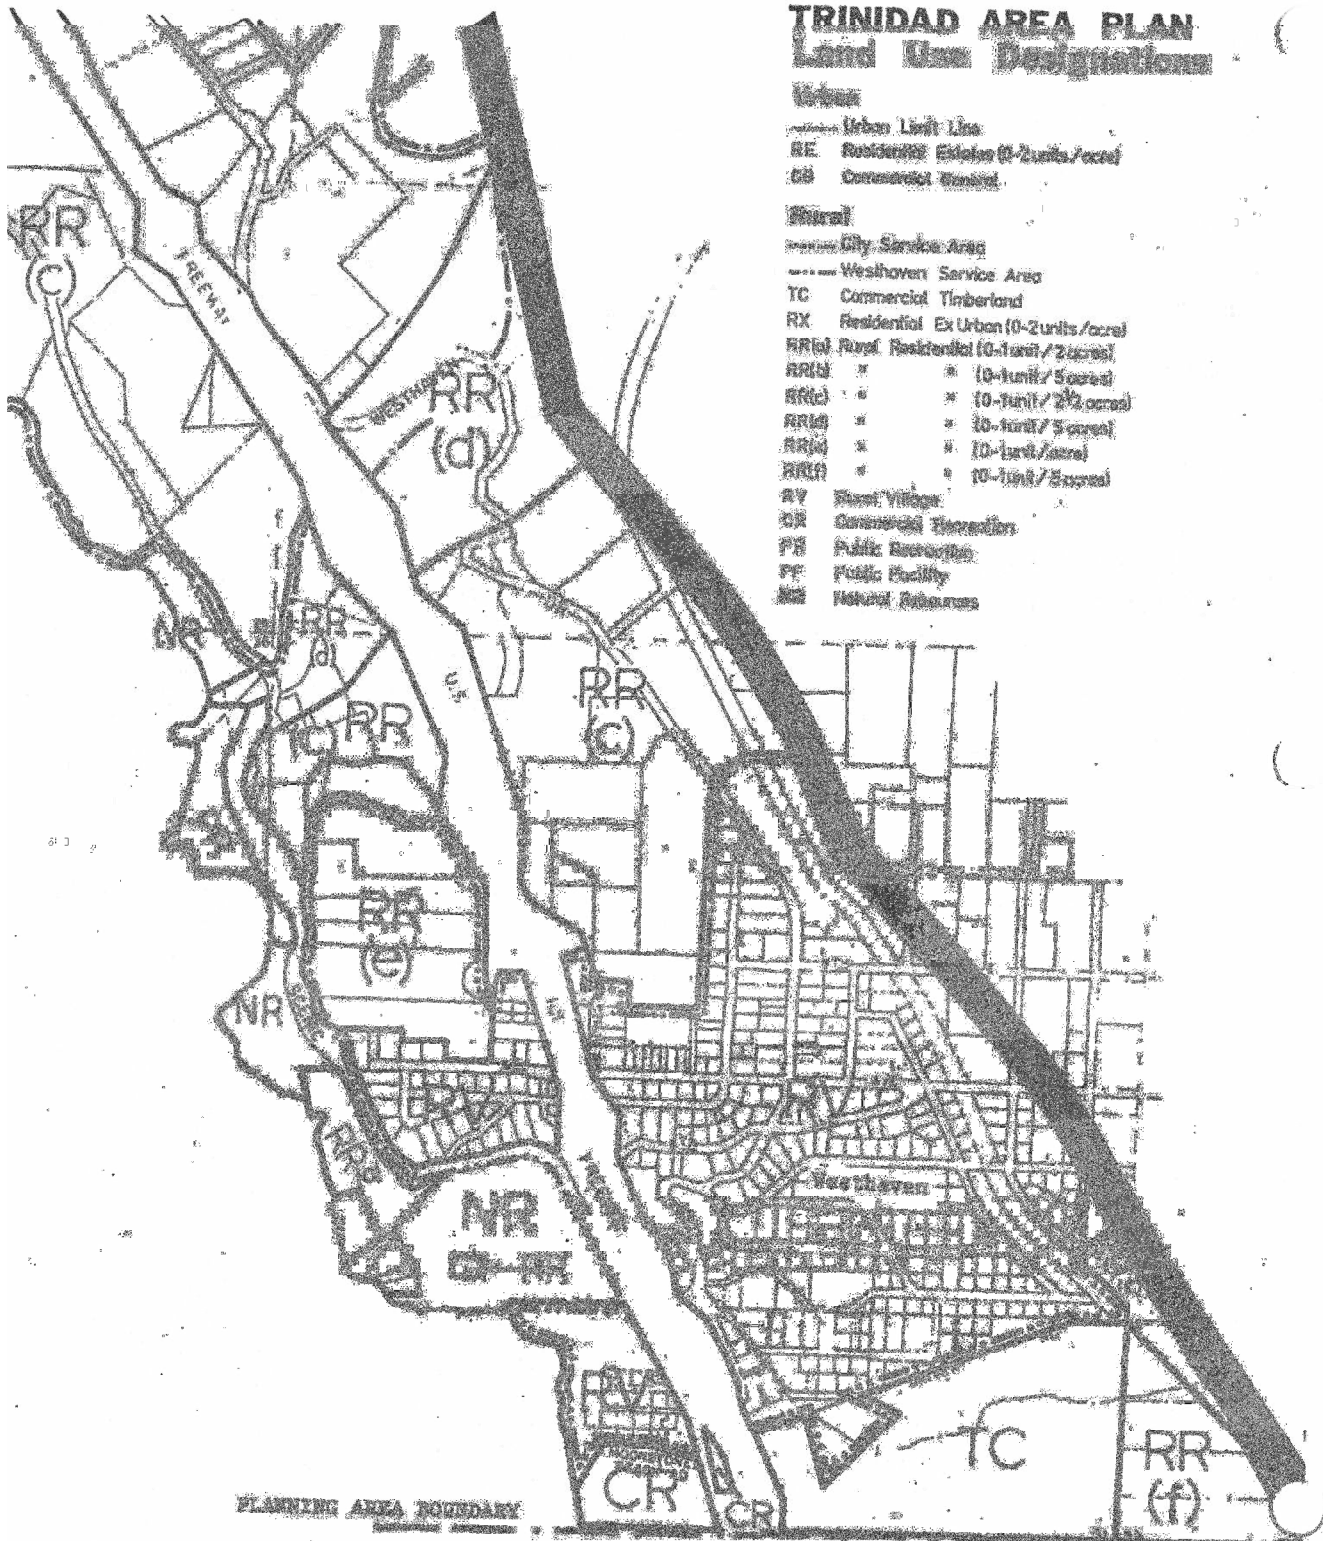 TRINIDAD AREA PLAN
Land Use Designations
Urban
Urban Limit Line
RE Residential Estates (0-2units/acre)
CG Commercial General
Rural
City Service Area
Westhaven Service Area
TC Commercial Timberland
RX Residential ExUrban (0-2units/acre)
RR(a) Rural Residential (0-1unit/2acres)
RR(b) " " (0-1unit/5acres)
RR(c) " " (0-1unit/2½acres)
RR(d) " " (0-1unit/5acres)
RR(e) " " (0-1unit/acre)
RR(f) " " (0-1unit/8acres)
RV Rural Village
CR Commercial Recreation
PR Public Recreation
PF Public Facility
NR Natural Resources
RR
(c)
FREEWAY
WESTHAVEN
RR
(d)
NR
RR
(d)
RR
(c)
U.S.
RR
(c)
RR
(e)
NR
RV
RV
RR
Westhaven
NR
RV
CR
CR
TC
RR
(f)
PLANNING AREA BOUNDARY